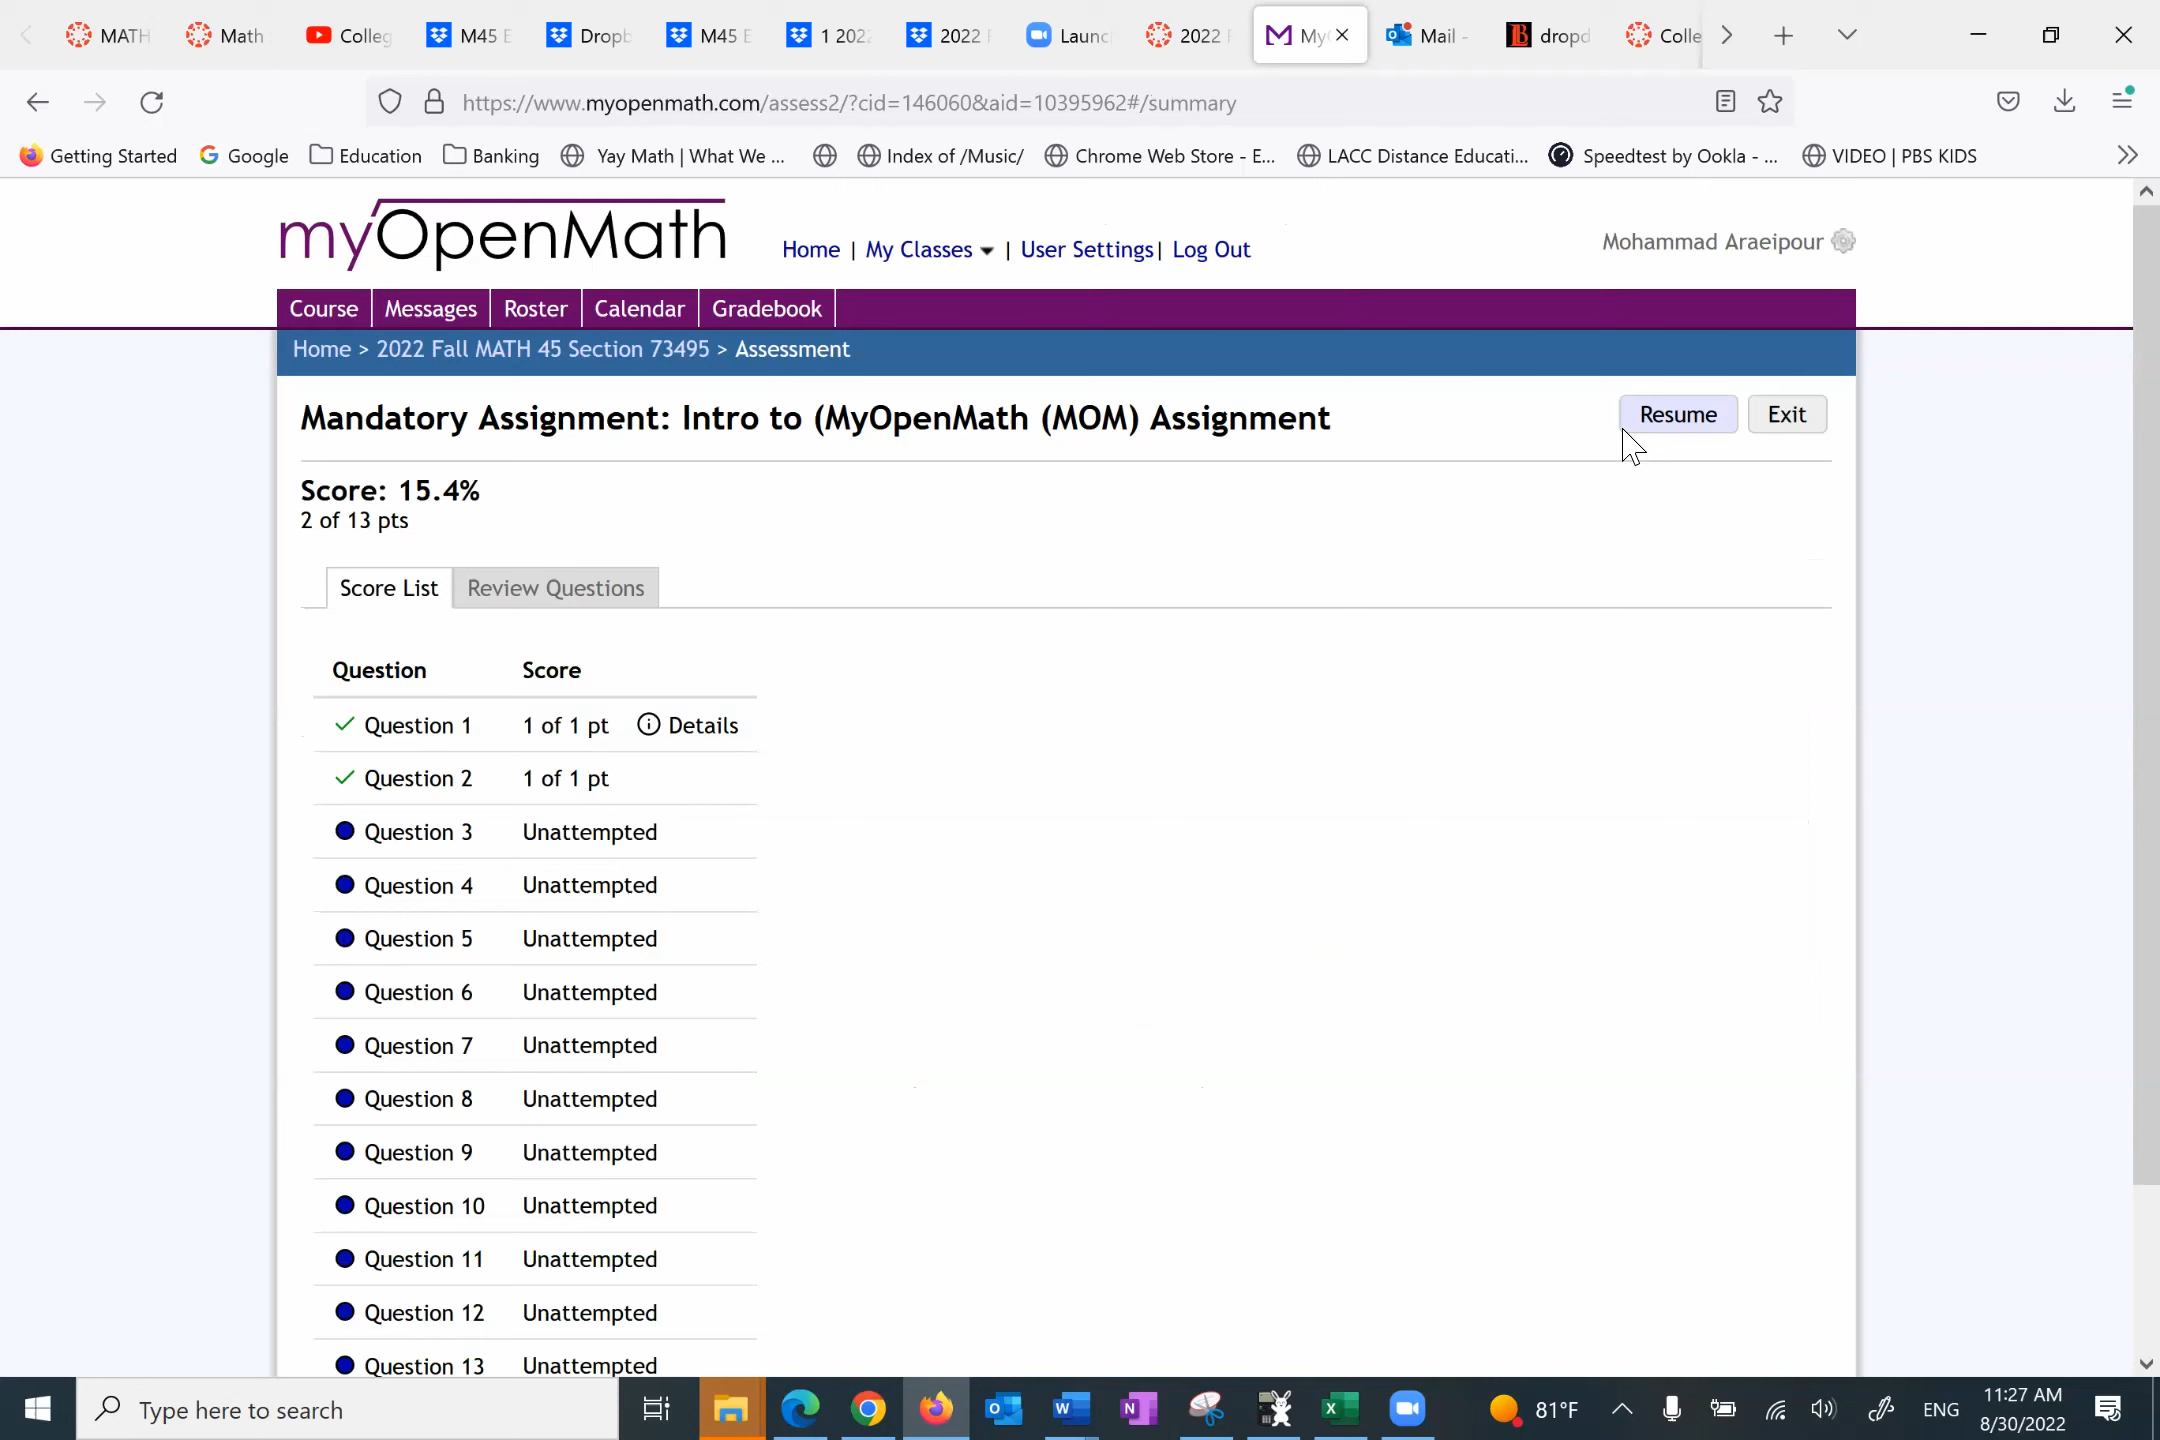 MATH
Math
Colleg
M45 E
Dropb
M45 E
1 2022
2022 F
Launc
2022 F
My
Mail -
dropd
Colle
https://www.myopenmath.com/assess2/?cid=146060&aid=10395962#/summary
Getting Started
Google
Education
Banking
Yay Math | What We ...
Index of /Music/
Chrome Web Store - E...
LACC Distance Educati...
Speedtest by Ookla - ...
VIDEO | PBS KIDS
myOpenMath
Home | My Classes | User Settings | Log Out
Mohammad Araeipour
Course
Messages
Roster
Calendar
Gradebook
Home > 2022 Fall MATH 45 Section 73495 > Assessment
Mandatory Assignment: Intro to (MyOpenMath (MOM) Assignment
Resume
Exit
Score: 15.4%
2 of 13 pts
Score List
Review Questions
Question Score
Question 1 1 of 1 pt Details
Question 2 1 of 1 pt
Question 3 Unattempted
Question 4 Unattempted
Question 5 Unattempted
Question 6 Unattempted
Question 7 Unattempted
Question 8 Unattempted
Question 9 Unattempted
Question 10 Unattempted
Question 11 Unattempted
Question 12 Unattempted
Question 13 Unattempted
Type here to search
81°F
ENG
11:27 AM
8/30/2022